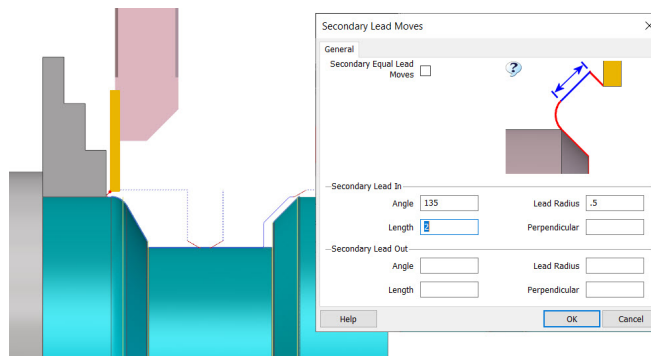 Secondary Lead Moves
General
Secondary Equal Lead
Moves
?
Secondary Lead In
Angle 135 Lead Radius .5
Length 2 Perpendicular
Secondary Lead Out
Angle Lead Radius
Length Perpendicular
Help OK Cancel